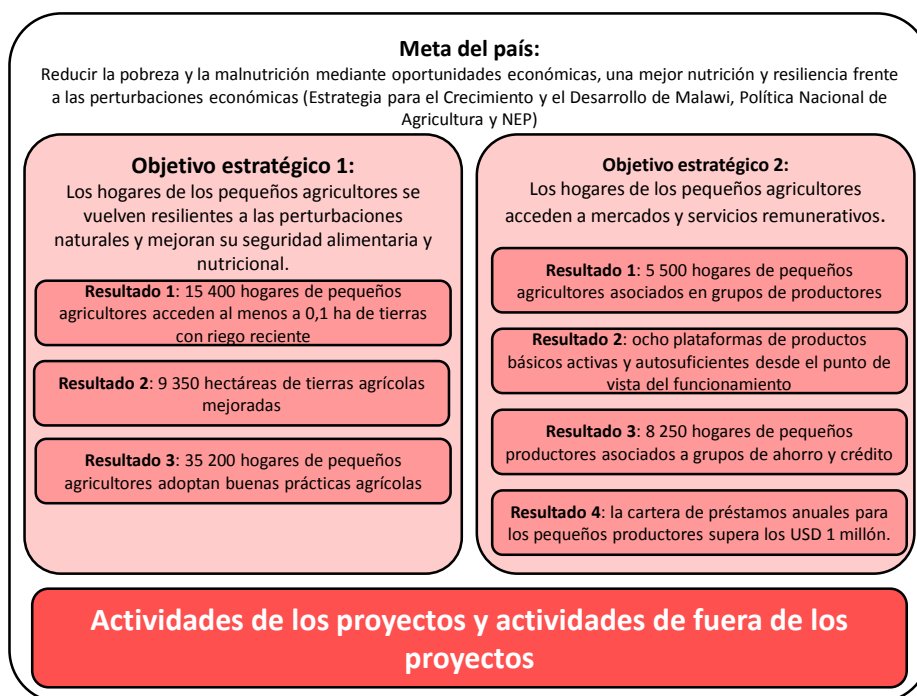 Meta del país:
Reducir la pobreza y la malnutrición mediante oportunidades económicas, una mejor nutrición y resiliencia frente
a las perturbaciones económicas (Estrategia para el Crecimiento y el Desarrollo de Malawi, Política Nacional de
Agricultura y NEP)
Objetivo estratégico 1:
Los hogares de los pequeños agricultores se
vuelven resilientes a las perturbaciones
naturales y mejoran su seguridad alimentaria y
nutricional.
Resultado 1: 15 400 hogares de pequeños
agricultores acceden al menos a 0,1 ha de tierras
con riego reciente
Resultado 2: 9 350 hectáreas de tierras agrícolas
mejoradas
Resultado 3: 35 200 hogares de pequeños
agricultores adoptan buenas prácticas agrícolas
Objetivo estratégico 2:
Los hogares de los pequeños agricultores
acceden a mercados y servicios remunerativos.
Resultado 1: 5 500 hogares de pequeños
agricultores asociados en grupos de productores
Resultado 2: ocho plataformas de productos
básicos activas y autosuficientes desde el punto de
vista del funcionamiento
Resultado 3: 8 250 hogares de pequeños
productores asociados a grupos de ahorro y crédito
Resultado 4: la cartera de préstamos anuales para
los pequeños productores supera los USD 1 millón.
Actividades de los proyectos y actividades de fuera de los
proyectos